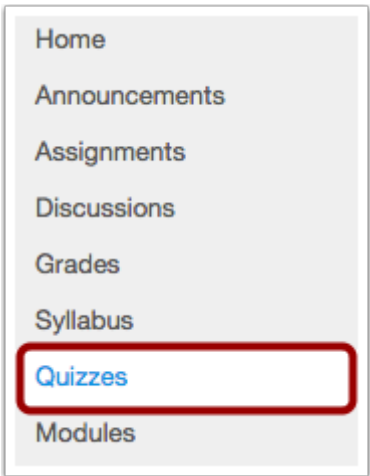 Home
Announcements
Assignments
Discussions
Grades
Syllabus
Quizzes
Modules